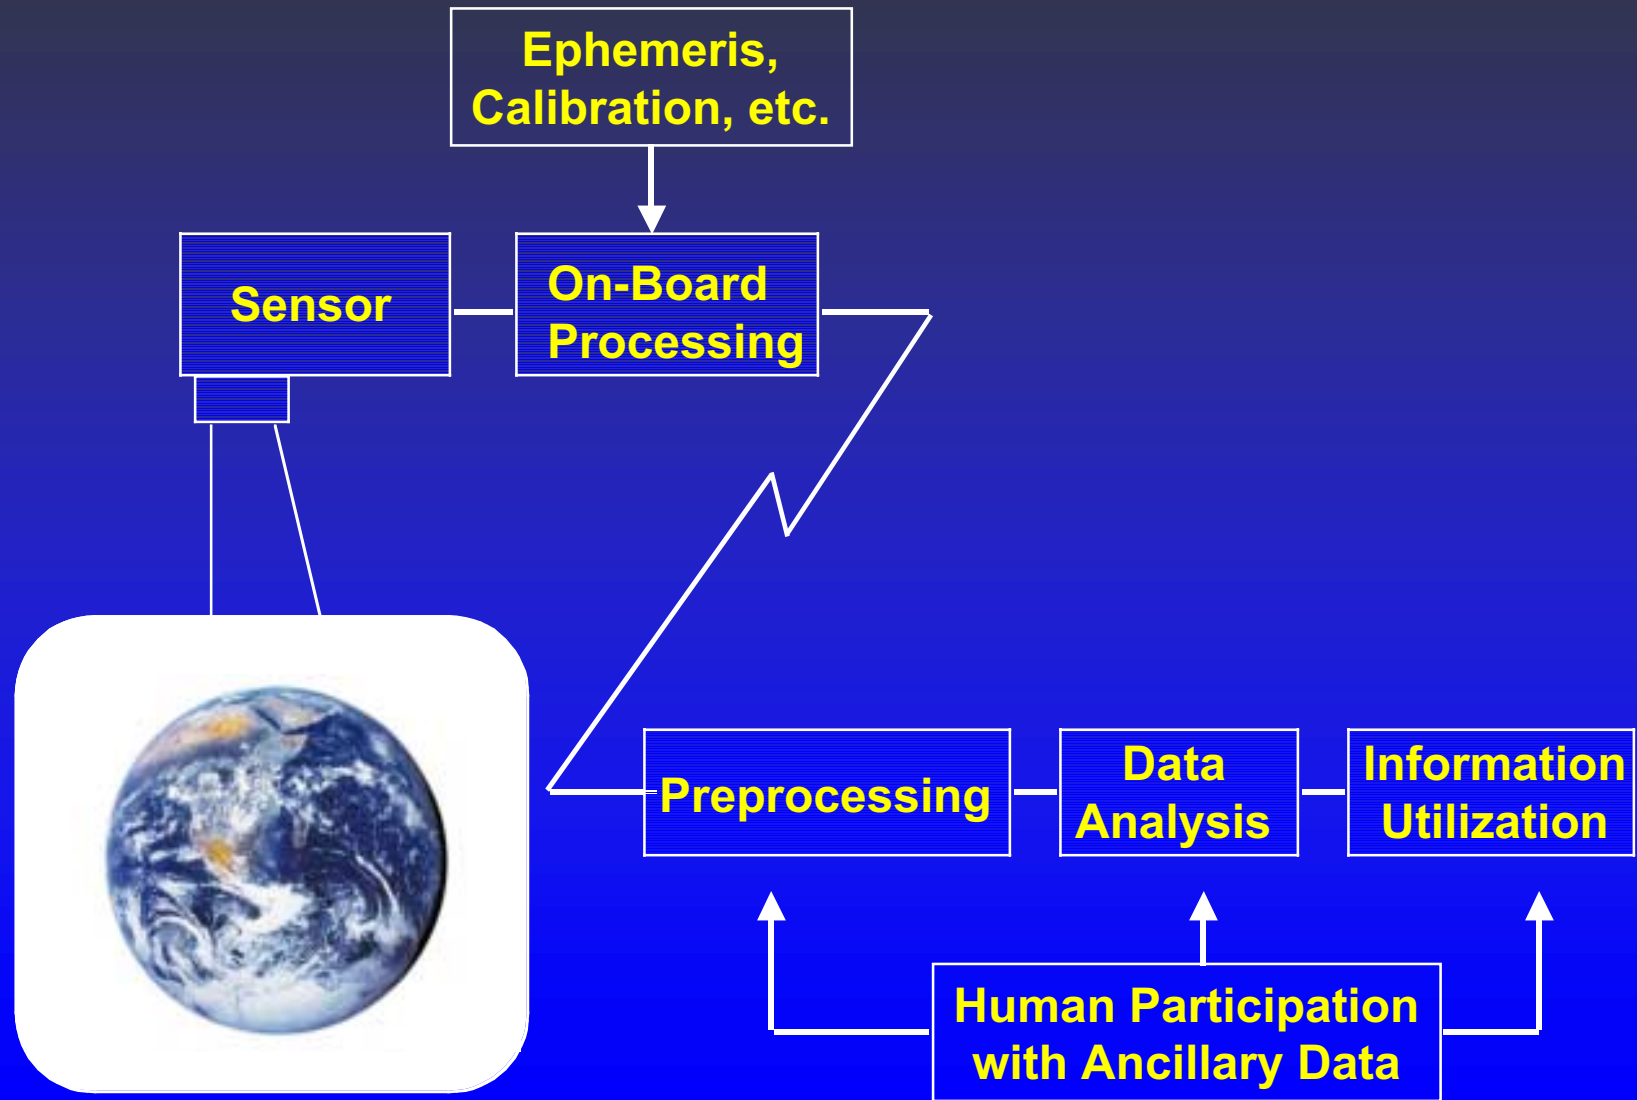 Ephemeris,
Calibration, etc.
Sensor
On-Board
Processing
Preprocessing
Data
Analysis
Information
Utilization
Human Participation
with Ancillary Data